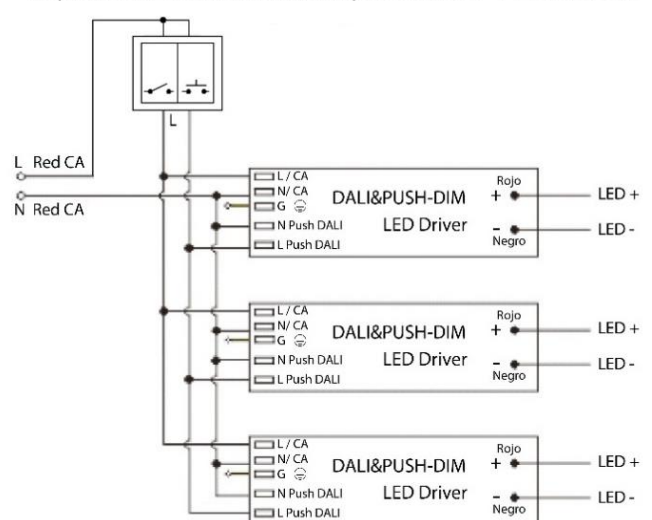 L
L Red CA
N Red CA
L / CA
N/ CA
G
N Push DALI
L Push DALI
DALI&PUSH-DIM
LED Driver
Rojo
+
-
Negro
LED +
LED -
L / CA
N/ CA
G
N Push DALI
L Push DALI
DALI&PUSH-DIM
LED Driver
Rojo
+
-
Negro
LED +
LED -
L / CA
N/ CA
G
N Push DALI
L Push DALI
DALI&PUSH-DIM
LED Driver
Rojo
+
-
Negro
LED +
LED -